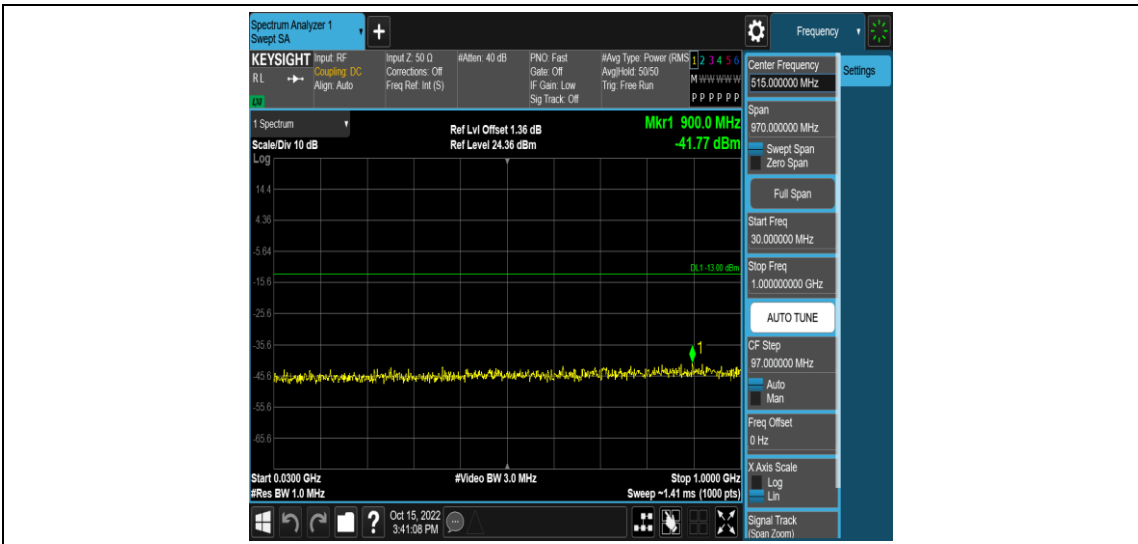 Spectrum Analyzer 1
Swept SA
+
Frequency
KEYSIGHT
RL
LXI
Input: RF
Coupling: DC
Align: Auto
Input Z: 50 Ω
Corrections: Off
Freq Ref: Int (S)
#Atten: 40 dB
PNO: Fast
Gate: Off
IF Gain: Low
Sig Track: Off
#Avg Type: Power (RMS
Avg|Hold: 50/50
Trig: Free Run
1 2 3 4 5 6
M W W W W W
P P P P P P
1 Spectrum
Scale/Div 10 dB
Log
Ref Lvl Offset 1.36 dB
Ref Level 24.36 dBm
Mkr1 900.0 MHz
-41.77 dBm
14.4
4.36
-5.64
DL1 -13.00 dBm
-15.6
-25.6
-35.6
1
-45.6
-55.6
-65.6
Start 0.0300 GHz
#Res BW 1.0 MHz
#Video BW 3.0 MHz
Stop 1.0000 GHz
Sweep ~1.41 ms (1000 pts)
?
Oct 15, 2022
3:41:08 PM
Center Frequency
515.000000 MHz
Settings
Span
970.000000 MHz
Swept Span
Zero Span
Full Span
Start Freq
30.000000 MHz
Stop Freq
1.000000000 GHz
AUTO TUNE
CF Step
97.000000 MHz
Auto
Man
Freq Offset
0 Hz
X Axis Scale
Log
Lin
Signal Track
(Span Zoom)